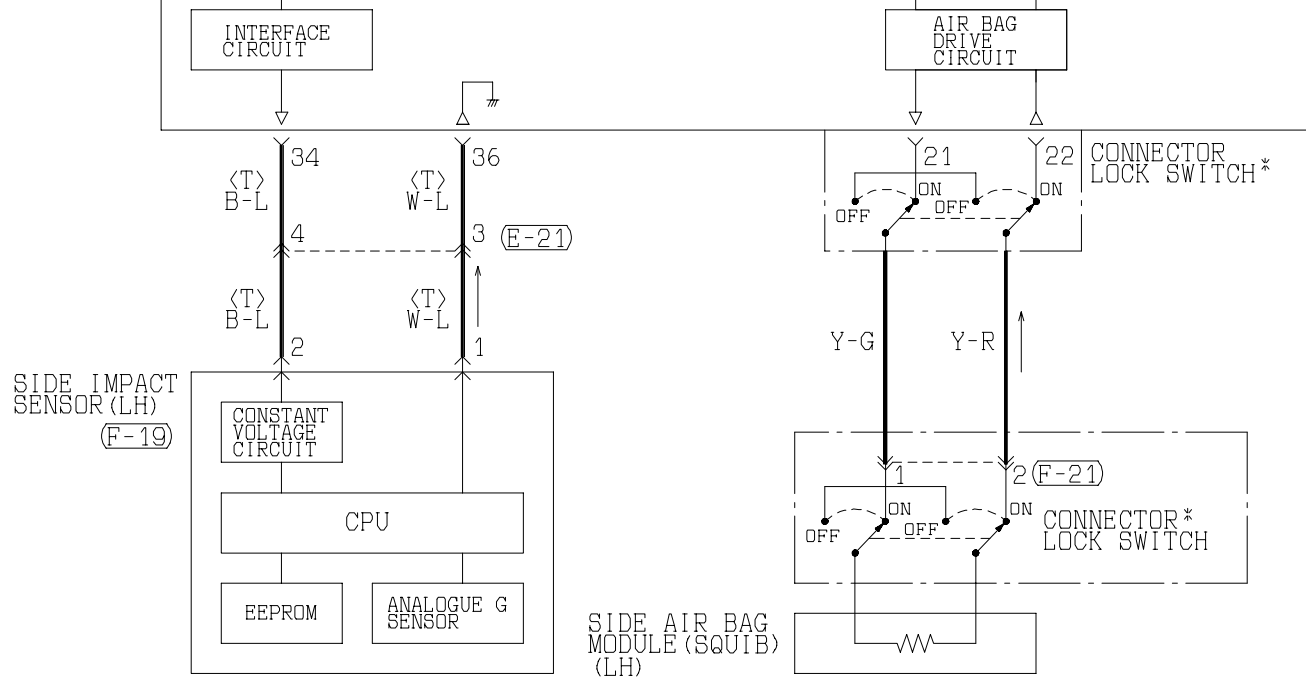 INTERFACE
CIRCUIT
AIR BAG
DRIVE
CIRCUIT
34
36
21
22
CONNECTOR
LOCK SWITCH*
<T>
B-L
<T>
W-L
ON
ON
OFF
OFF
4
3
(E-21)
<T>
B-L
<T>
W-L
Y-G
Y-R
2
1
SIDE IMPACT
SENSOR(LH)
(F-19)
CONSTANT
VOLTAGE
CIRCUIT
1
2
(F-21)
CPU
ON
ON
OFF
OFF
CONNECTOR*
LOCK SWITCH
EEPROM
ANALOGUE G
SENSOR
SIDE AIR BAG
MODULE(SQUIB)
(LH)